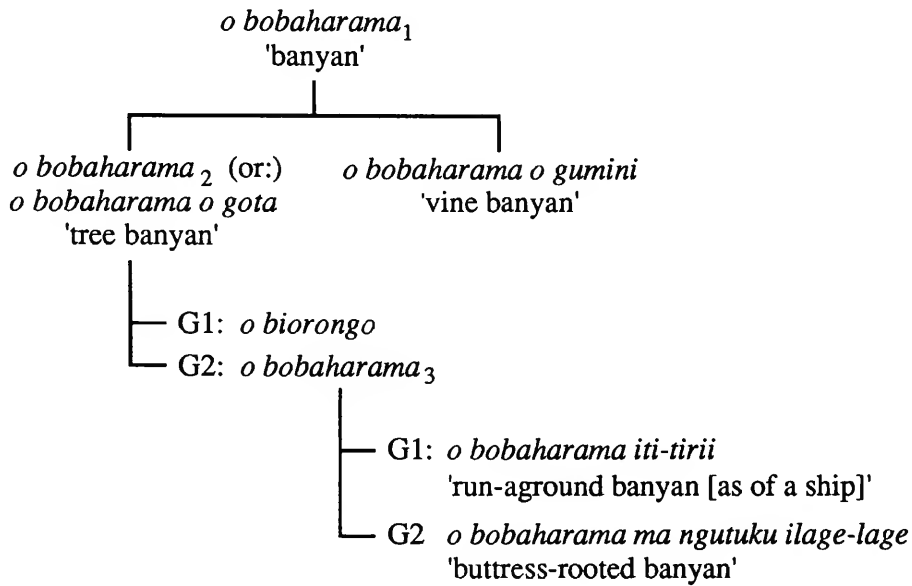 o bobaharama₁
'banyan'
o bobaharama₂ (or:)
o bobaharama o gota
'tree banyan'
o bobaharama o gumini
'vine banyan'
G1: o biorongo
G2: o bobaharama₃
G1: o bobaharama iti-tirii
'run-aground banyan [as of a ship]'
G2 o bobaharama ma ngutuku ilage-lage
'buttress-rooted banyan'